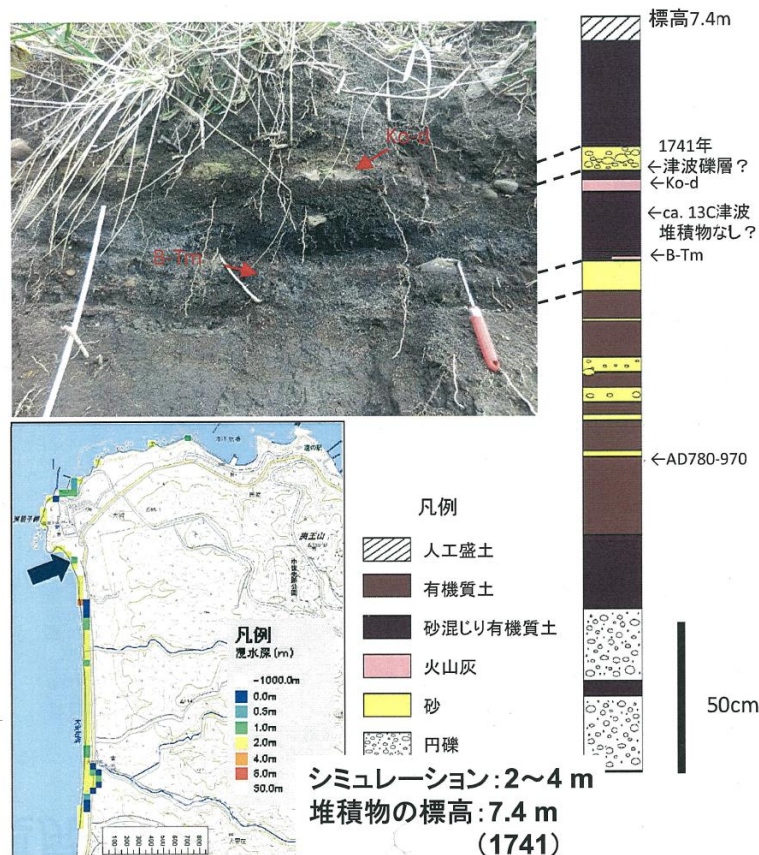 標高7.4m
Ko-d
B-Tm
1741年
←津波礫層？
←Ko-d
←ca. 13C津波
堆積物なし？
←B-Tm
←AD780-970
凡例
人工盛土
有機質土
砂混じり有機質土
火山灰
砂
円礫
50cm
凡例
浸水深(m)
-1000.0m
0.0m
0.5m
1.0m
2.0m
4.0m
50.0m
シミュレーション：2～4 m
堆積物の標高：7.4 m
（1741）